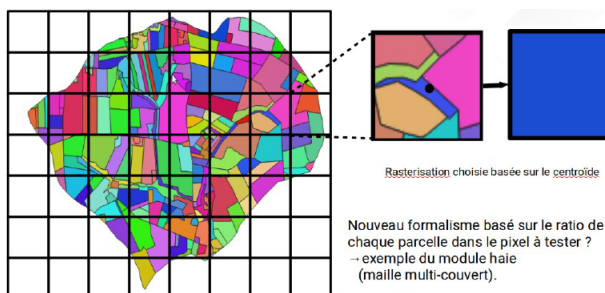 Rasterisation choisie basée sur le centroïde
Nouveau formalisme basé sur le ratio de
chaque parcelle dans le pixel à tester ?
→exemple du module haie
(maille multi-couvert).